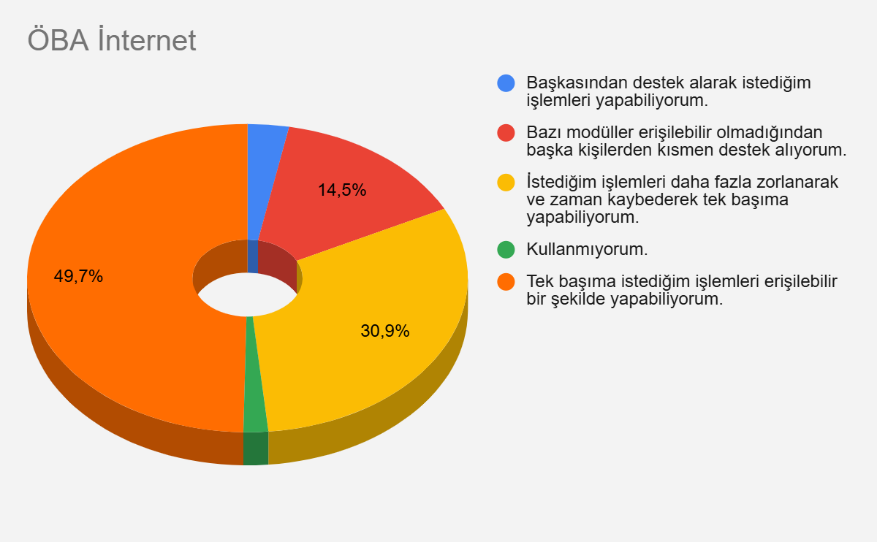 ÖBA İnternet
Başkasından destek alarak istediğim
işlemleri yapabiliyorum.
Bazı modüller erişilebilir olmadığından
başka kişilerden kısmen destek alıyorum.
İstediğim işlemleri daha fazla zorlanarak
ve zaman kaybederek tek başıma
yapabiliyorum.
Kullanmıyorum.
Tek başıma istediğim işlemleri erişilebilir
bir şekilde yapabiliyorum.
14,5%
49,7%
30,9%